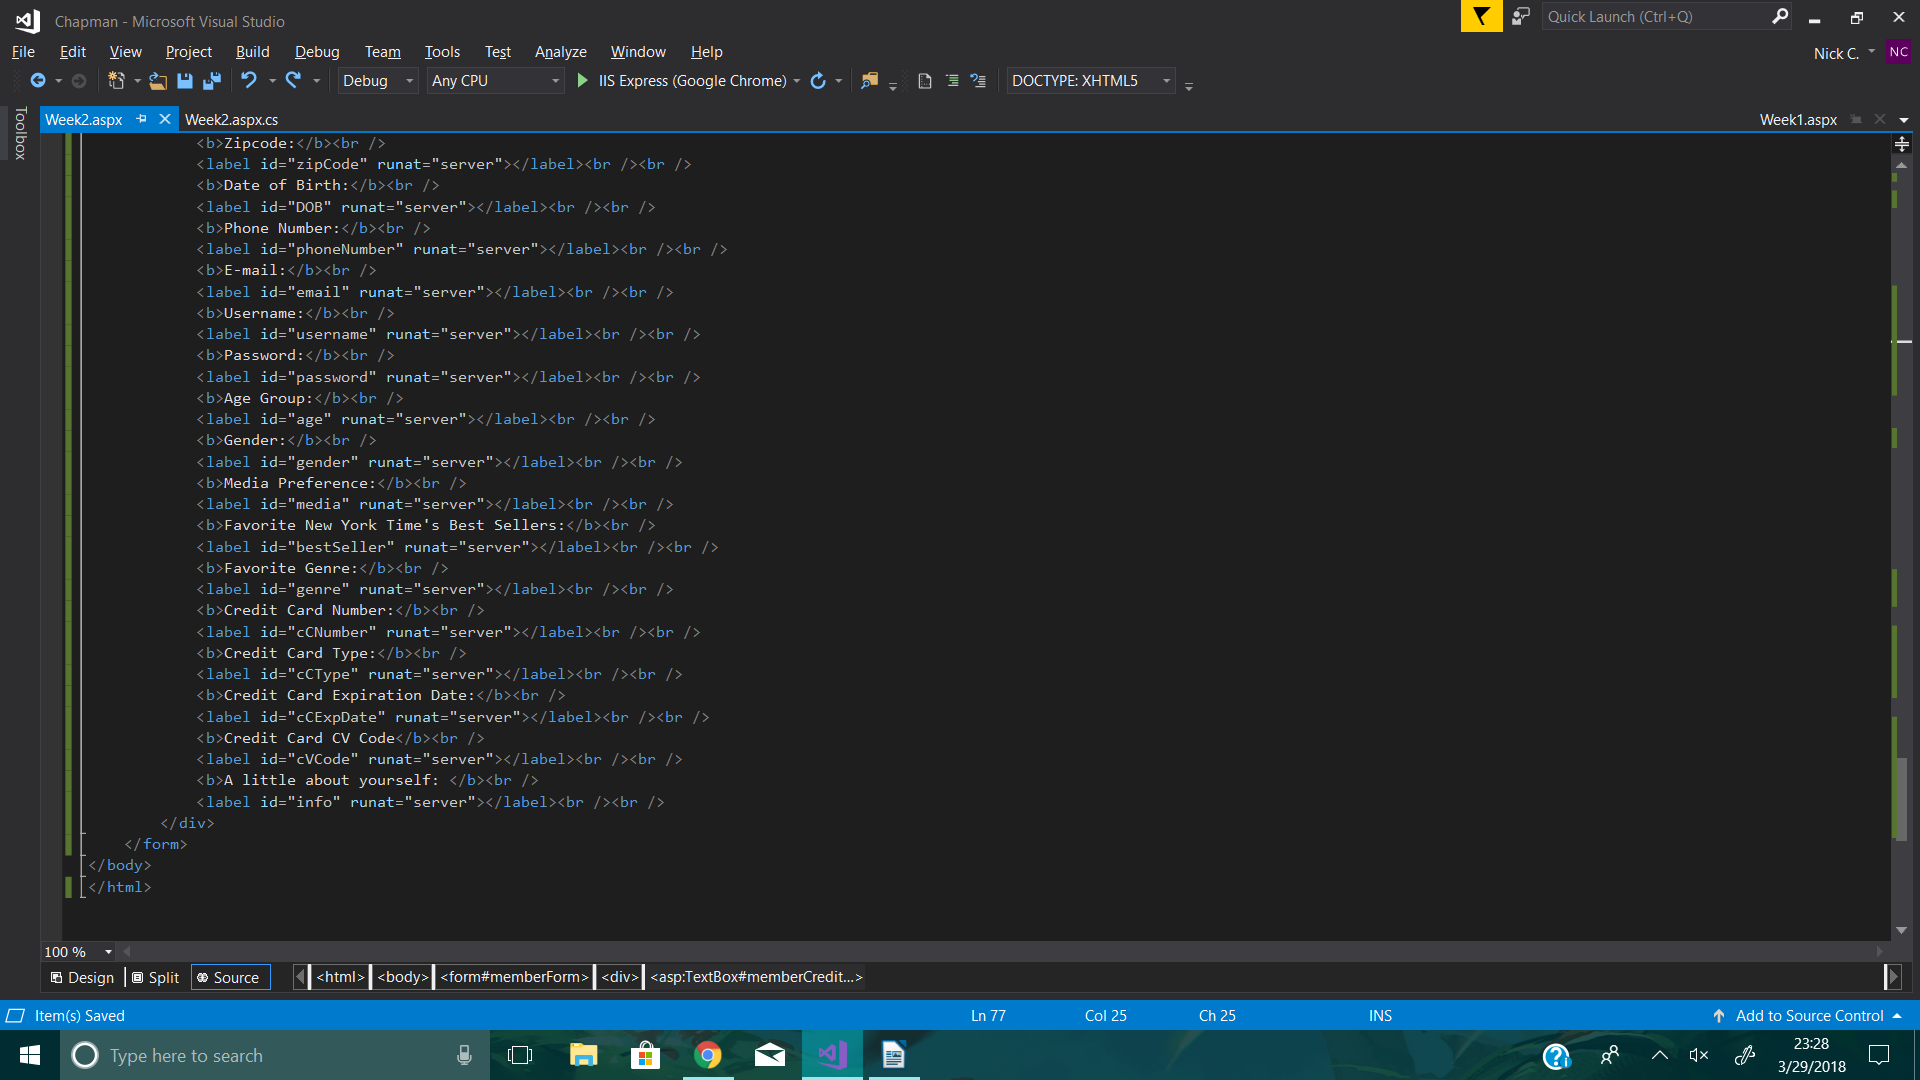 Chapman - Microsoft Visual Studio
Quick Launch (Ctrl+Q)
File Edit View Project Build Debug Team Tools Test Analyze Window Help
Nick C. NC
Debug Any CPU IIS Express (Google Chrome) DOCTYPE: XHTML5
Toolbox
Week2.aspx Week2.aspx.cs Week1.aspx
<b>Zipcode:</b><br />
<label id="zipCode" runat="server"></label><br /><br />
<b>Date of Birth:</b><br />
<label id="DOB" runat="server"></label><br /><br />
<b>Phone Number:</b><br />
<label id="phoneNumber" runat="server"></label><br /><br />
<b>E-mail:</b><br />
<label id="email" runat="server"></label><br /><br />
<b>Username:</b><br />
<label id="username" runat="server"></label><br /><br />
<b>Password:</b><br />
<label id="password" runat="server"></label><br /><br />
<b>Age Group:</b><br />
<label id="age" runat="server"></label><br /><br />
<b>Gender:</b><br />
<label id="gender" runat="server"></label><br /><br />
<b>Media Preference:</b><br />
<label id="media" runat="server"></label><br /><br />
<b>Favorite New York Time's Best Sellers:</b><br />
<label id="bestSeller" runat="server"></label><br /><br />
<b>Favorite Genre:</b><br />
<label id="genre" runat="server"></label><br /><br />
<b>Credit Card Number:</b><br />
<label id="cCNumber" runat="server"></label><br /><br />
<b>Credit Card Type:</b><br />
<label id="cCType" runat="server"></label><br /><br />
<b>Credit Card Expiration Date:</b><br />
<label id="cCExpDate" runat="server"></label><br /><br />
<b>Credit Card CV Code</b><br />
<label id="cVCode" runat="server"></label><br /><br />
<b>A little about yourself: </b><br />
<label id="info" runat="server"></label><br /><br />
</div>
</form>
</body>
</html>
100 %
Design Split Source <html> <body> <form#memberForm> <div> <asp:TextBox#memberCredit...>
Item(s) Saved Ln 77 Col 25 Ch 25 INS Add to Source Control
Type here to search
23:28
3/29/2018